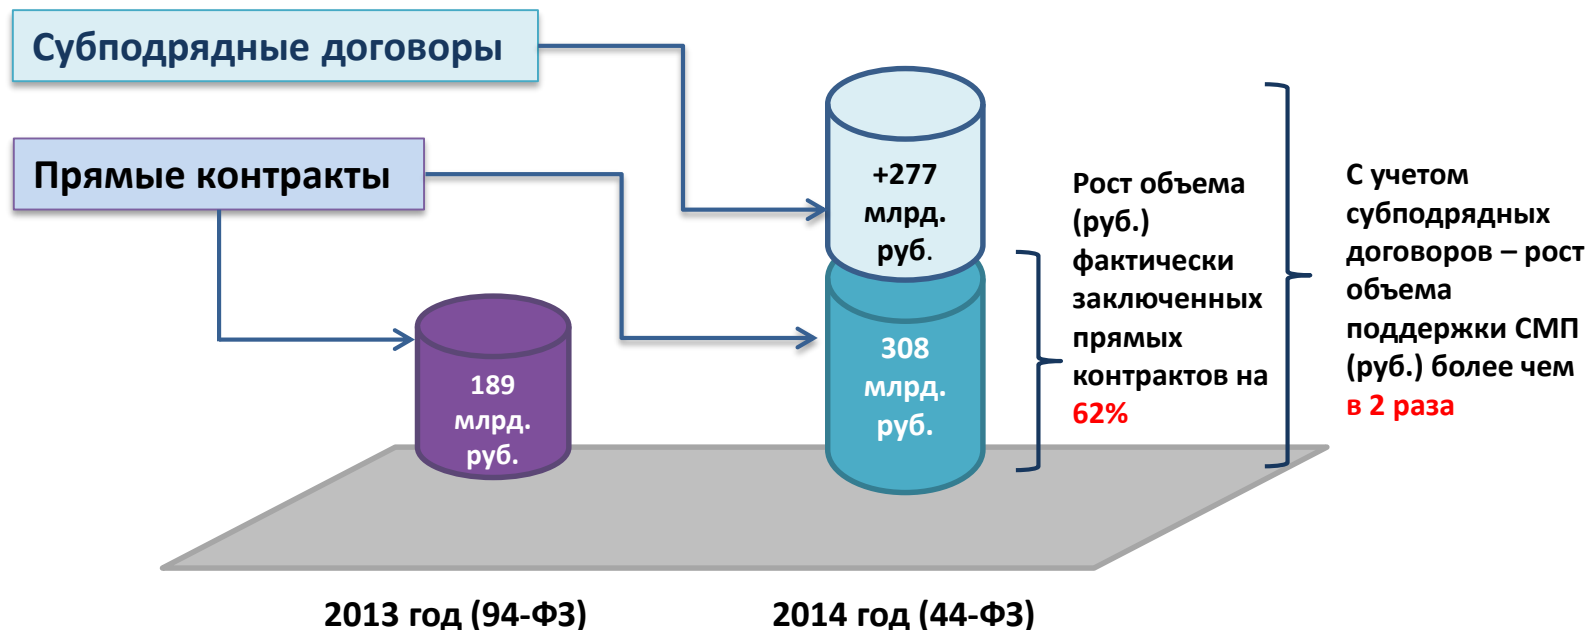 Субподрядные договоры
Прямые контракты
+277
млрд.
руб.
308
млрд.
руб.
189
млрд.
руб.
Рост объема
(руб.)
фактически
заключенных
прямых
контрактов на
62%
С учетом
субподрядных
договоров – рост
объема
поддержки СМП
(руб.) более чем
в 2 раза
2013 год (94-ФЗ)
2014 год (44-ФЗ)